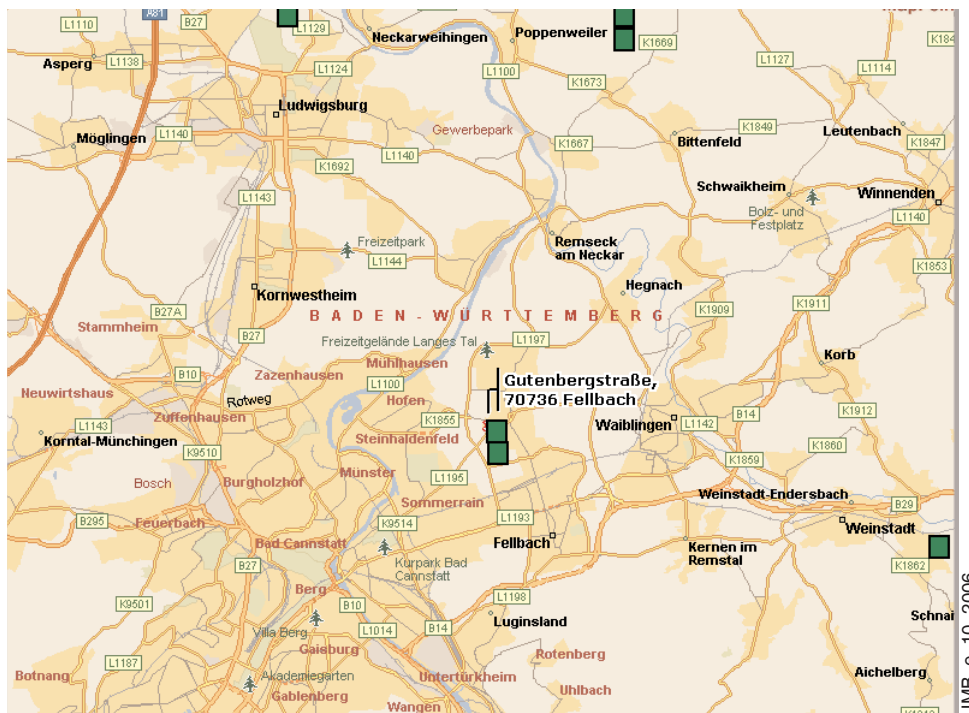 L1110
A81
B27
L1129
Neckarweihingen
Poppenweiler
K1669
Asperg
L1138
L1124
L1100
K1673
L1127
L1114
Ludwigsburg
Gewerbepark
K1849
Leutenbach
Möglingen
L1140
L1140
K1692
K1667
Bittenfeld
K1847
Schwaikheim
Winnenden
L1143
Bolz- und
Festplatz
L1140
Freizeitpark
L1144
Remseck
am Neckar
K1853
Kornwestheim
Hegnach
K1911
K1909
B27A
BADEN-WÜRTTEMBERG
Stammheim
B27
Freizeitgelände Langes Tal
L1197
Mühlhausen
Korb
B10
Zazenhausen
L1100
Neuwirtshaus
Rotweg
Hofen
Gutenbergstraße,
70736 Fellbach
Zuffenhausen
K1855
B14
K1912
L1143
Waiblingen
L1142
Korntal-Münchingen
Steinhaldenfeld
K1860
K9510
K1859
Bosch
Burgholzhof
Münster
L1195
Sommerrain
Weinstadt-Endersbach
B29
B295
Feuerbach
K9514
L1193
Weinstadt
Bad Cannstatt
Fellbach
Kernen im
Remstal
B27
Kurpark Bad
Cannstatt
K1862
Berg
L1198
K9501
B10
Luginsland
Schnai
Villa Berg
L1014
B14
Gaisburg
Rotenberg
L1187
Botnang
Akademiegarten
Untertürkheim
Aichelberg
Gablenberg
Uhlbach
Wangen